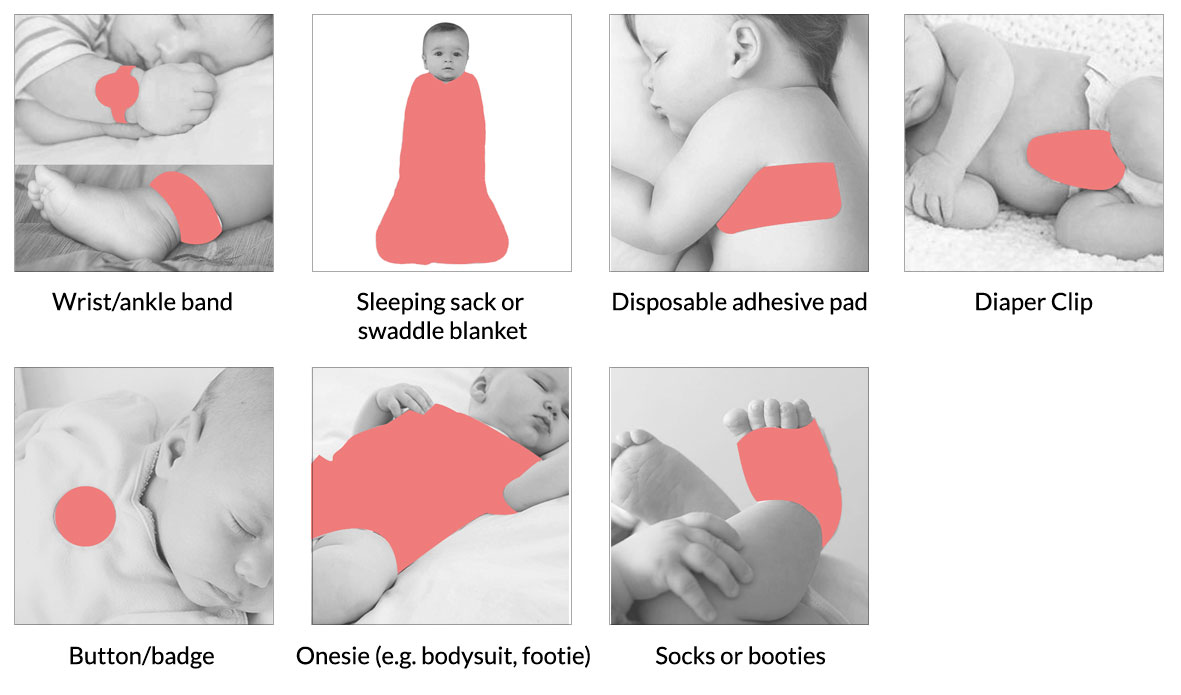 Wrist/ankle band
Sleeping sack or
swaddle blanket
Disposable adhesive pad
Diaper Clip
Button/badge
Onesie (e.g. bodysuit, footie)
Socks or booties